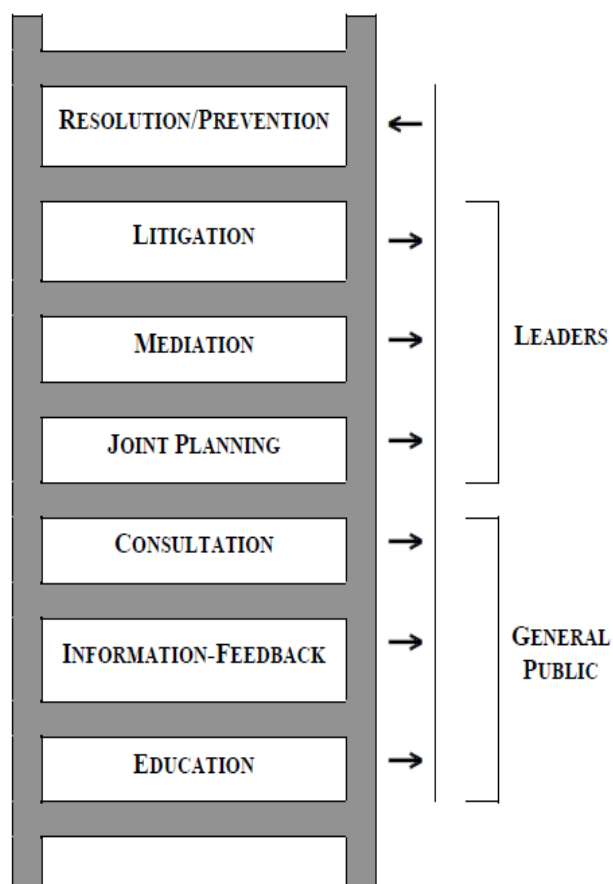 RESOLUTION/PREVENTION
LITIGATION
MEDIATION
LEADERS
JOINT PLANNING
CONSULTATION
INFORMATION-FEEDBACK
GENERAL
PUBLIC
EDUCATION